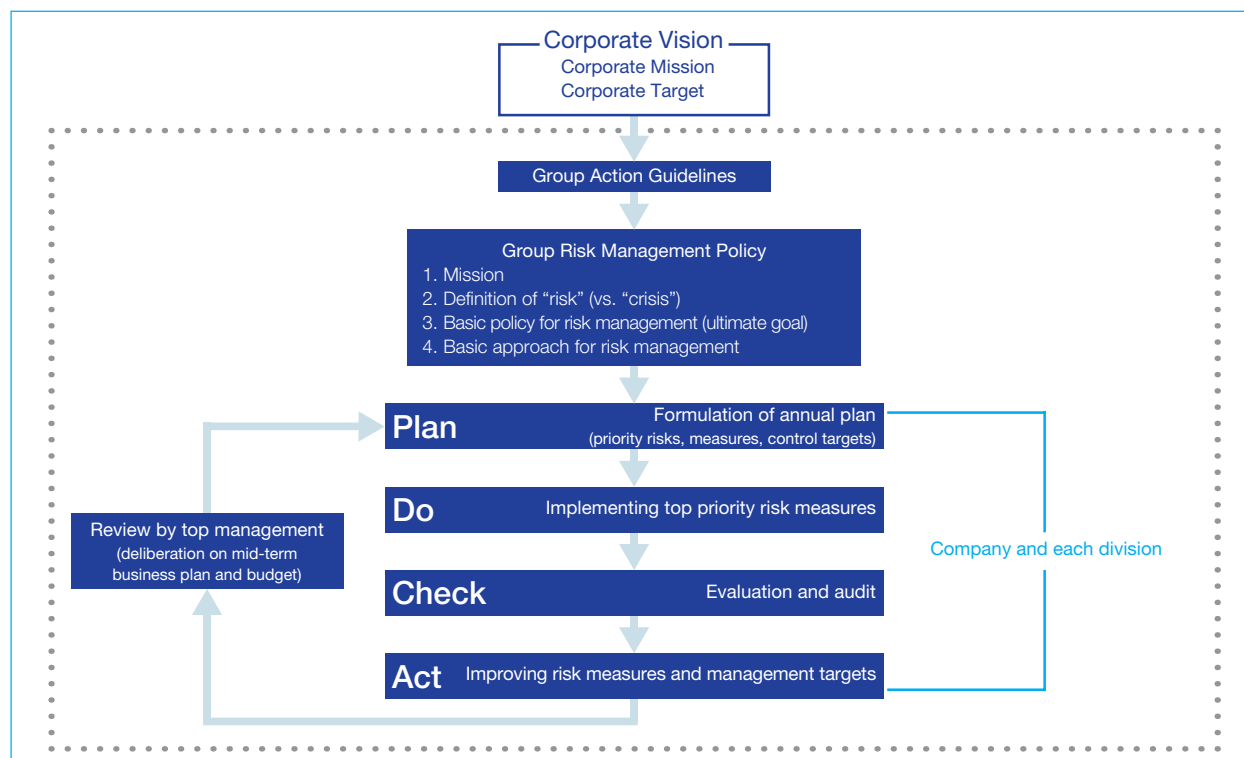 Corporate Vision
Corporate Mission
Corporate Target
Group Action Guidelines
Group Risk Management Policy
1. Mission
2. Definition of “risk” (vs. “crisis”)
3. Basic policy for risk management (ultimate goal)
4. Basic approach for risk management
Plan
Formulation of annual plan
(priority risks, measures, control targets)
Do
Implementing top priority risk measures
Check
Evaluation and audit
Act
Improving risk measures and management targets
Review by top management
(deliberation on mid-term
business plan and budget)
Company and each division